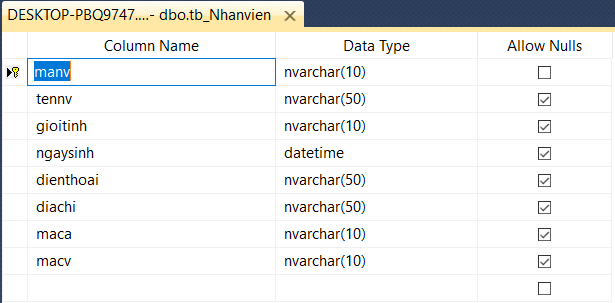 DESKTOP-PBQ9747....- dbo.tb_Nhanvien
Column Name Data Type Allow Nulls
manv nvarchar(10)
tennv nvarchar(50)
gioitinh nvarchar(10)
ngaysinh datetime
dienthoai nvarchar(50)
diachi nvarchar(50)
maca nvarchar(10)
macv nvarchar(10)